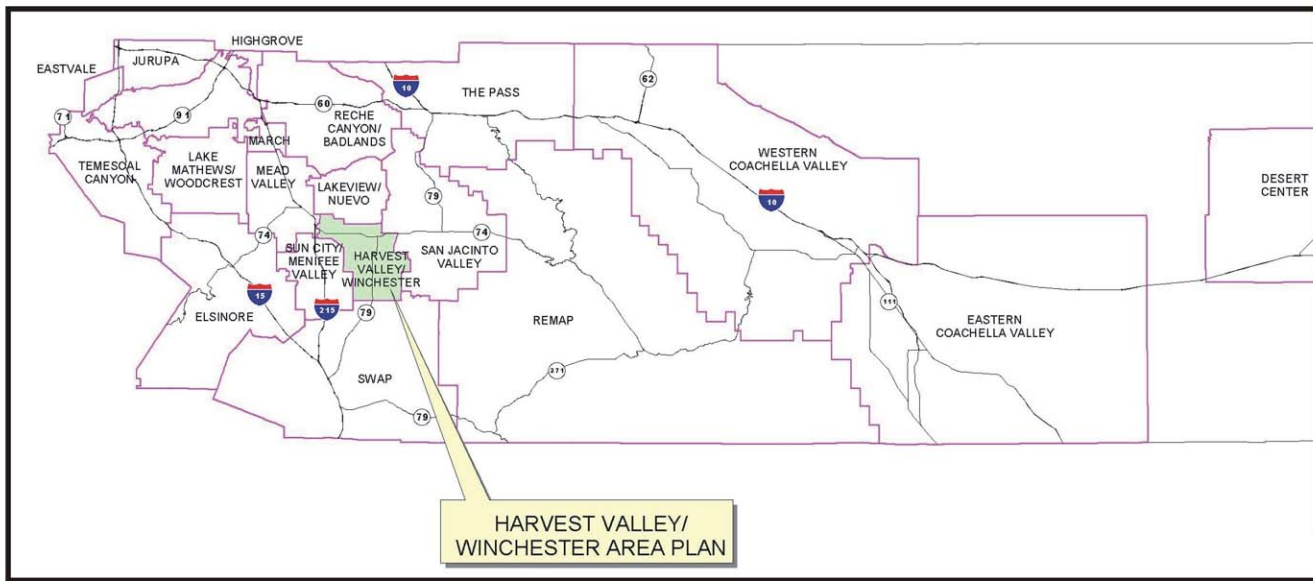 HIGHGROVE
JURUPA
EASTVALE
62
10
THE PASS
60
91
71
RECHE
CANYON/
BADLANDS
MARCH
LAKE
MATHEWS/
WOODCREST
TEMESCAL
CANYON
MEAD
VALLEY
WESTERN
COACHELLA VALLEY
DESERT
CENTER
LAKEVIEW/
NUEVO
79
10
74
74
SUN CITY/
MENIFEE
VALLEY
HARVEST
VALLEY/
WINCHESTER
SAN JACINTO
VALLEY
15
215
79
111
ELSINORE
REMAP
EASTERN
COACHELLA VALLEY
SWAP
371
79
HARVEST VALLEY/
WINCHESTER AREA PLAN